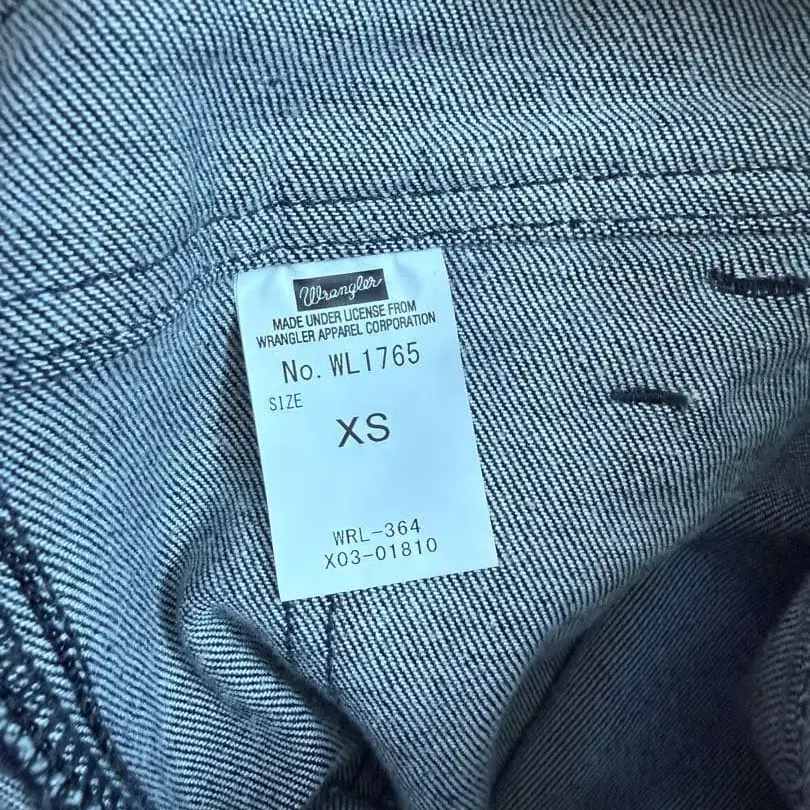 Wrangler
MADE UNDER LICENSE FROM
WRANGLER APPAREL CORPORATION
No. WL1765
SIZE
XS
WRL-364
X03-01810